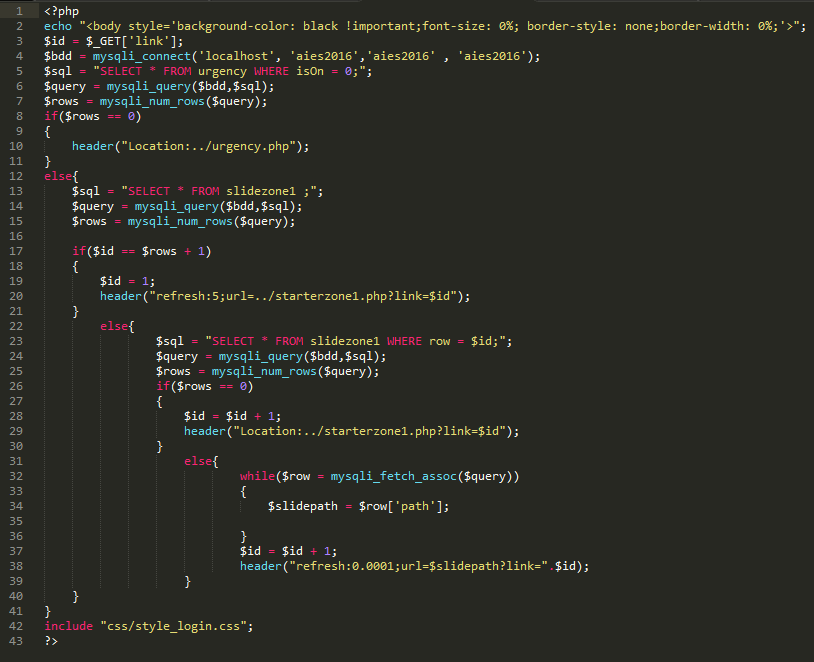 1 <?php
2 echo "<body style='background-color: black !important;font-size: 0%; border-style: none;border-width: 0%;'>";
3 $id = $_GET['link'];
4 $bdd = mysqli_connect('localhost', 'aies2016','aies2016' , 'aies2016');
5 $sql = "SELECT * FROM urgency WHERE isOn = 0;";
6 $query = mysqli_query($bdd,$sql);
7 $rows = mysqli_num_rows($query);
8 if($rows == 0)
9 {
10 header("Location:../urgency.php");
11 }
12 else{
13 $sql = "SELECT * FROM slidezone1 ;";
14 $query = mysqli_query($bdd,$sql);
15 $rows = mysqli_num_rows($query);
16
17 if($id == $rows + 1)
18 {
19 $id = 1;
20 header("refresh:5;url=../starterzone1.php?link=$id");
21 }
22 else{
23 $sql = "SELECT * FROM slidezone1 WHERE row = $id;";
24 $query = mysqli_query($bdd,$sql);
25 $rows = mysqli_num_rows($query);
26 if($rows == 0)
27 {
28 $id = $id + 1;
29 header("Location:../starterzone1.php?link=$id");
30 }
31 else{
32 while($row = mysqli_fetch_assoc($query))
33 {
34 $slidepath = $row['path'];
35
36 }
37 $id = $id + 1;
38 header("refresh:0.0001;url=$slidepath?link=".$id);
39 }
40 }
41 }
42 include "css/style_login.css";
43 ?>